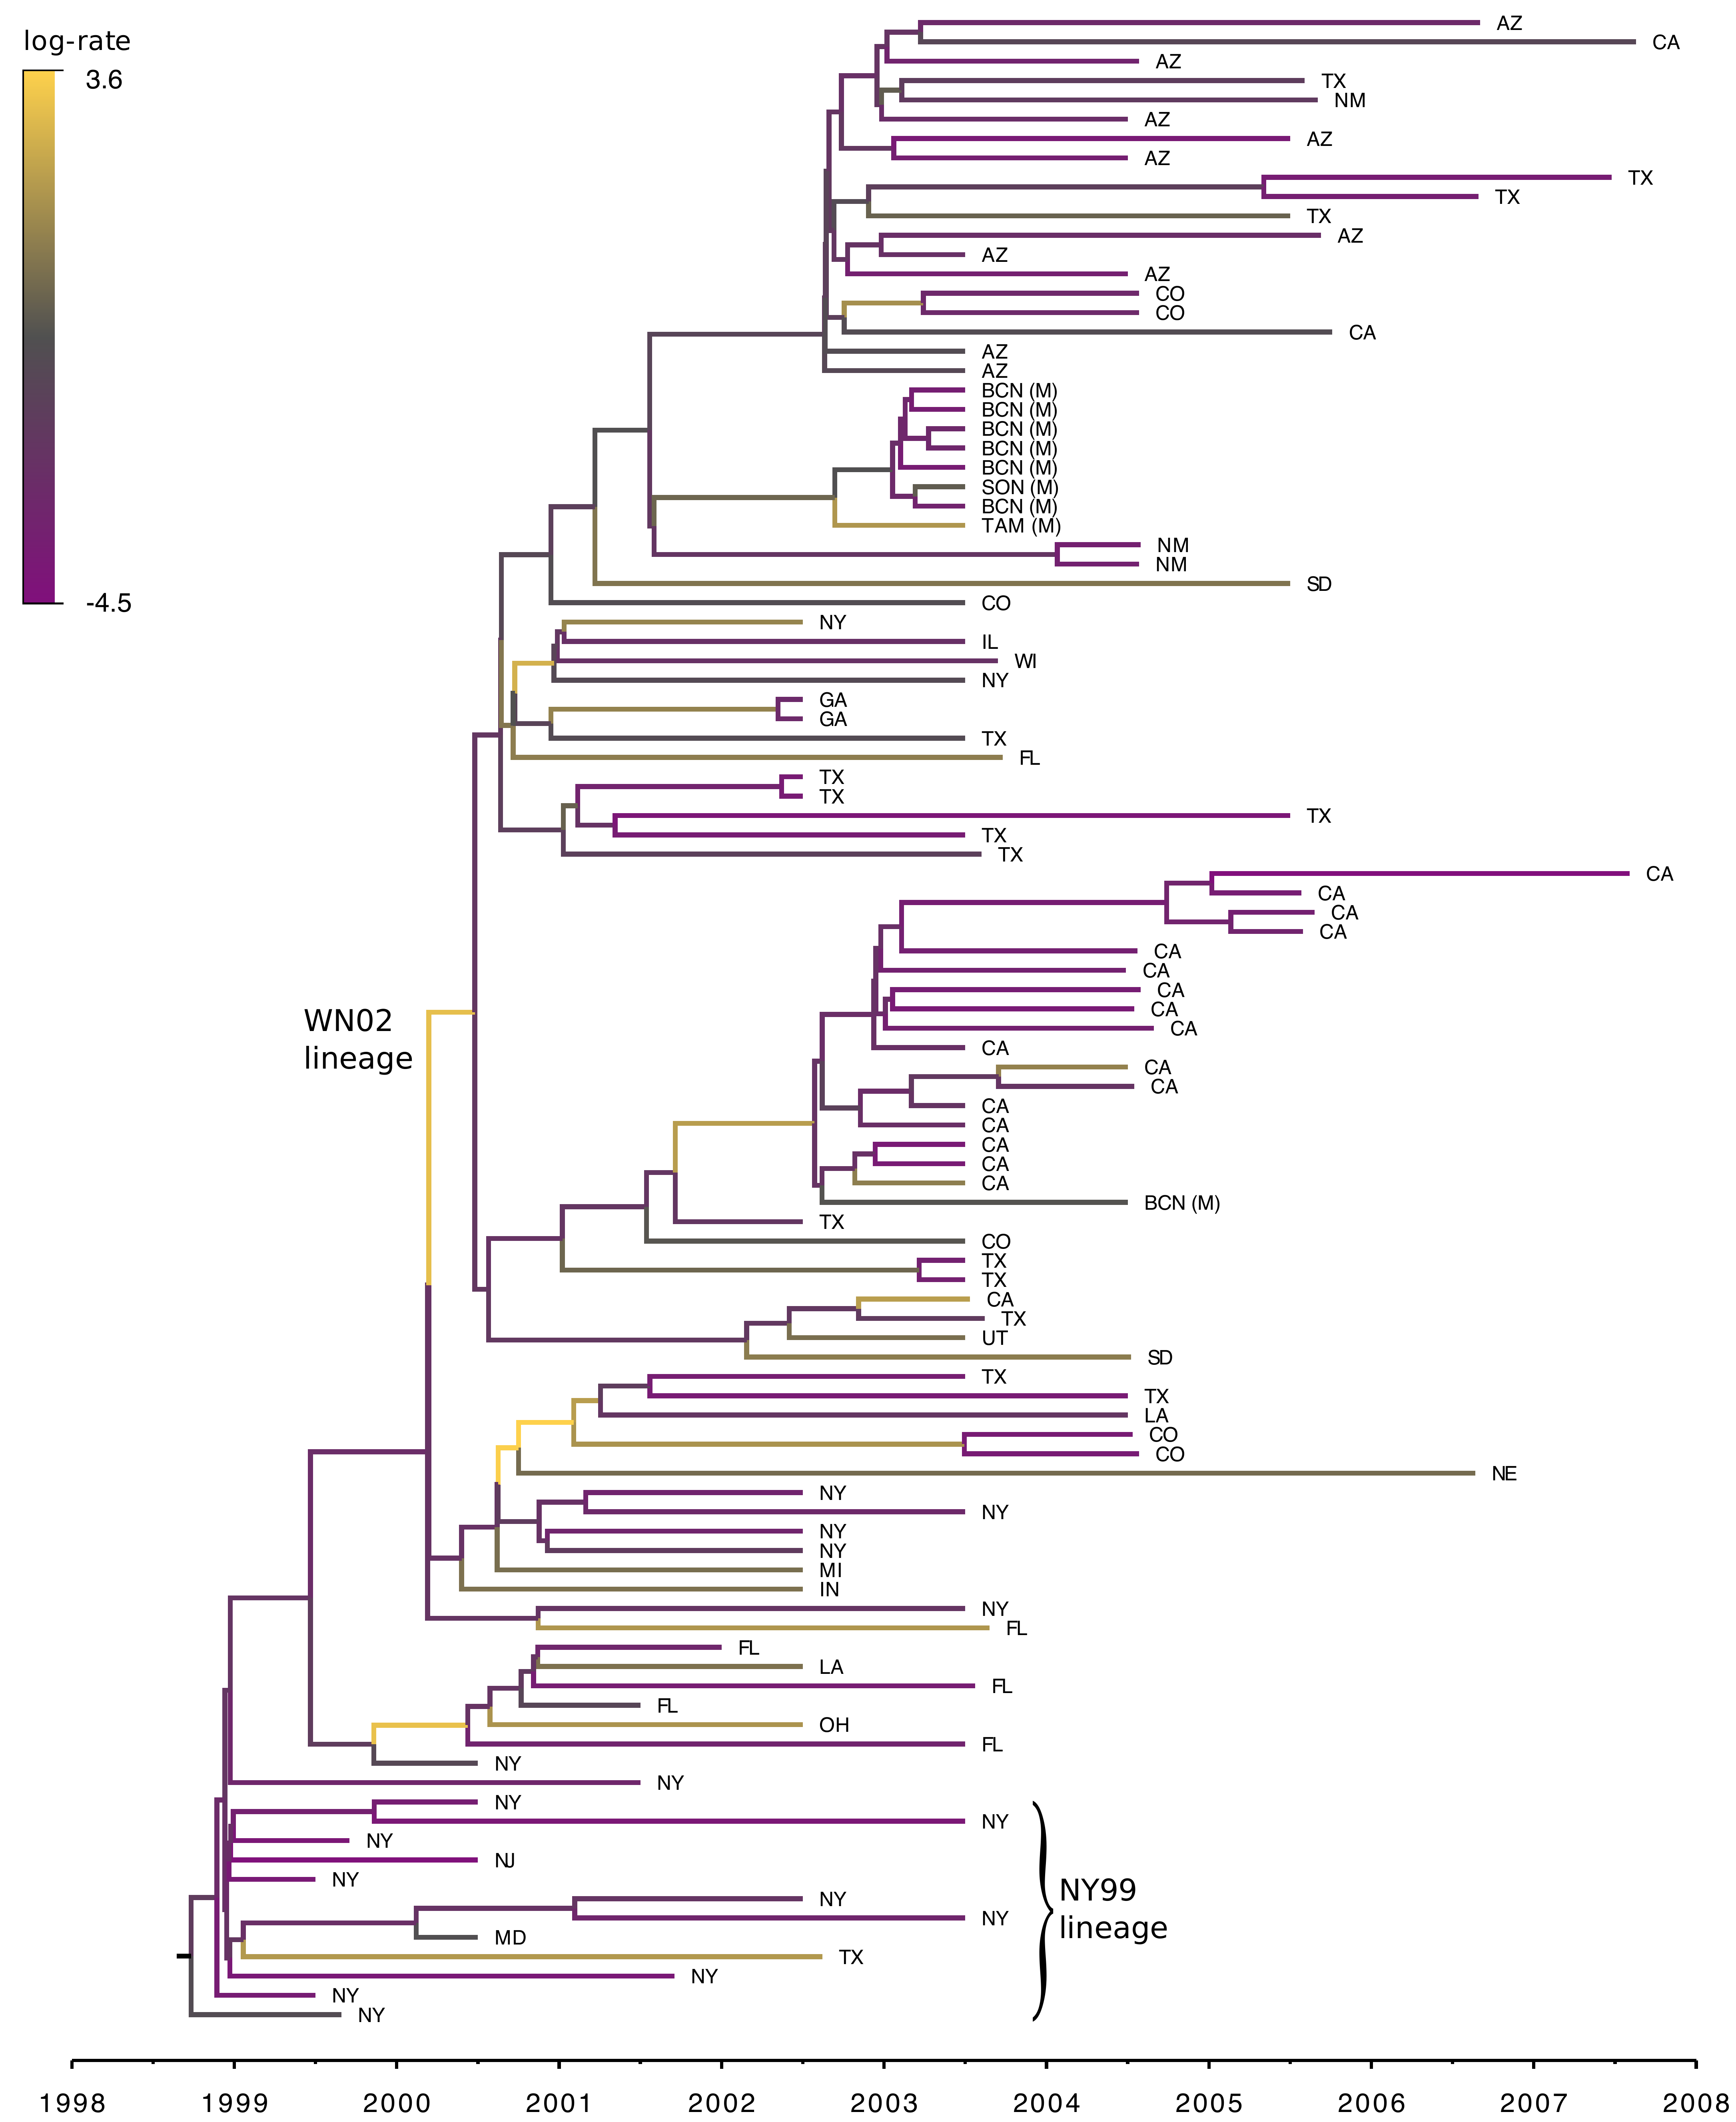 log-rate
3.6
-4.5
AZ
CA
AZ
TX
NM
AZ
AZ
AZ
TX
TX
TX
AZ
AZ
AZ
CO
CO
CA
AZ
AZ
BCN (M)
BCN (M)
BCN (M)
BCN (M)
BCN (M)
SON (M)
BCN (M)
TAM (M)
NM
NM
SD
CO
NY
IL
WI
NY
GA
GA
TX
FL
TX
TX
TX
TX
TX
CA
CA
CA
CA
CA
CA
CA
CA
CA
CA
WN02
lineage
CA
CA
CA
CA
CA
CA
CA
BCN (M)
TX
CO
TX
TX
CA
TX
UT
SD
TX
TX
LA
CO
CO
NE
NY
NY
NY
NY
MI
IN
NY
FL
FL
LA
FL
FL
OH
FL
NY
NY
NY
NY
NY
NJ
NY
NY
NY
MD
TX
NY
NY
NY
NY99
lineage
1998 1999 2000 2001 2002 2003 2004 2005 2006 2007 2008